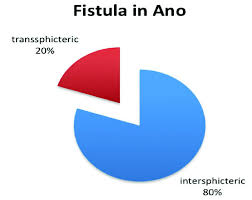 Fistula in Ano
transsphicteric
20%
intersphicteric
80%